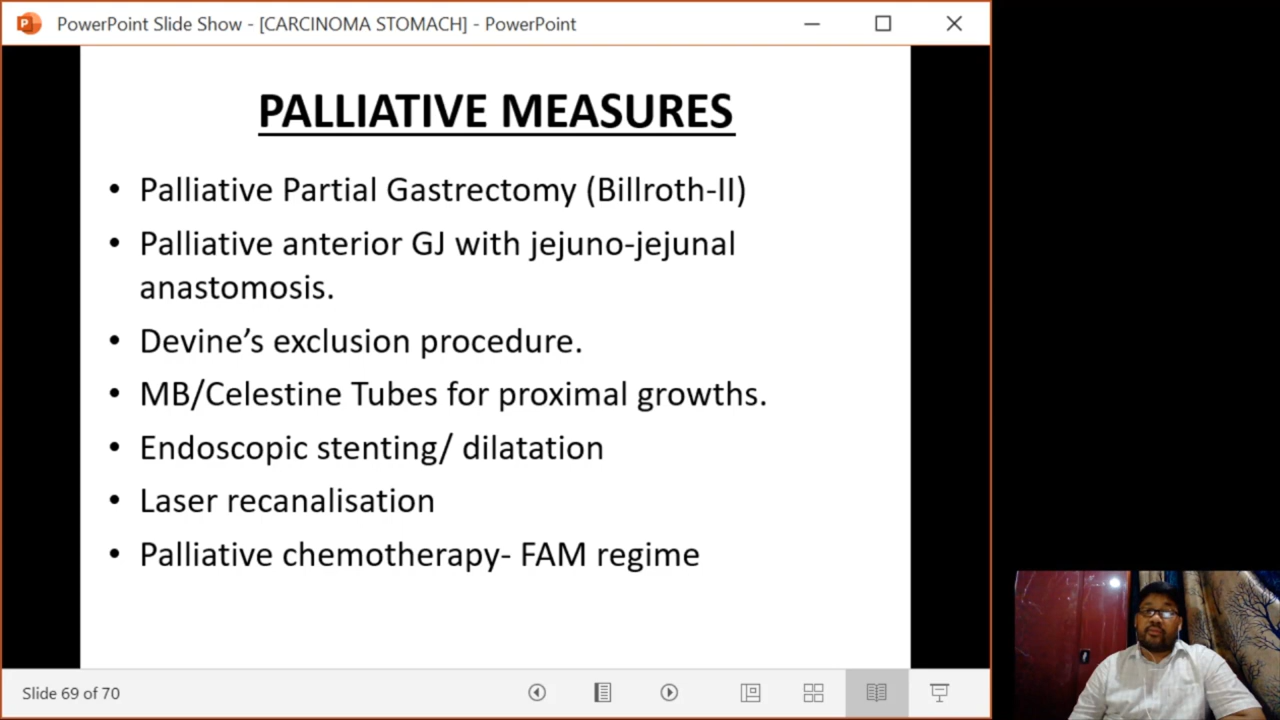 PowerPoint Slide Show - [CARCINOMA STOMACH] - PowerPoint
PALLIATIVE MEASURES
• Palliative Partial Gastrectomy (Billroth-II)
• Palliative anterior GJ with jejuno-jejunal
anastomosis.
• Devine’s exclusion procedure.
• MB/Celestine Tubes for proximal growths.
• Endoscopic stenting/ dilatation
• Laser recanalisation
• Palliative chemotherapy- FAM regime
Slide 69 of 70